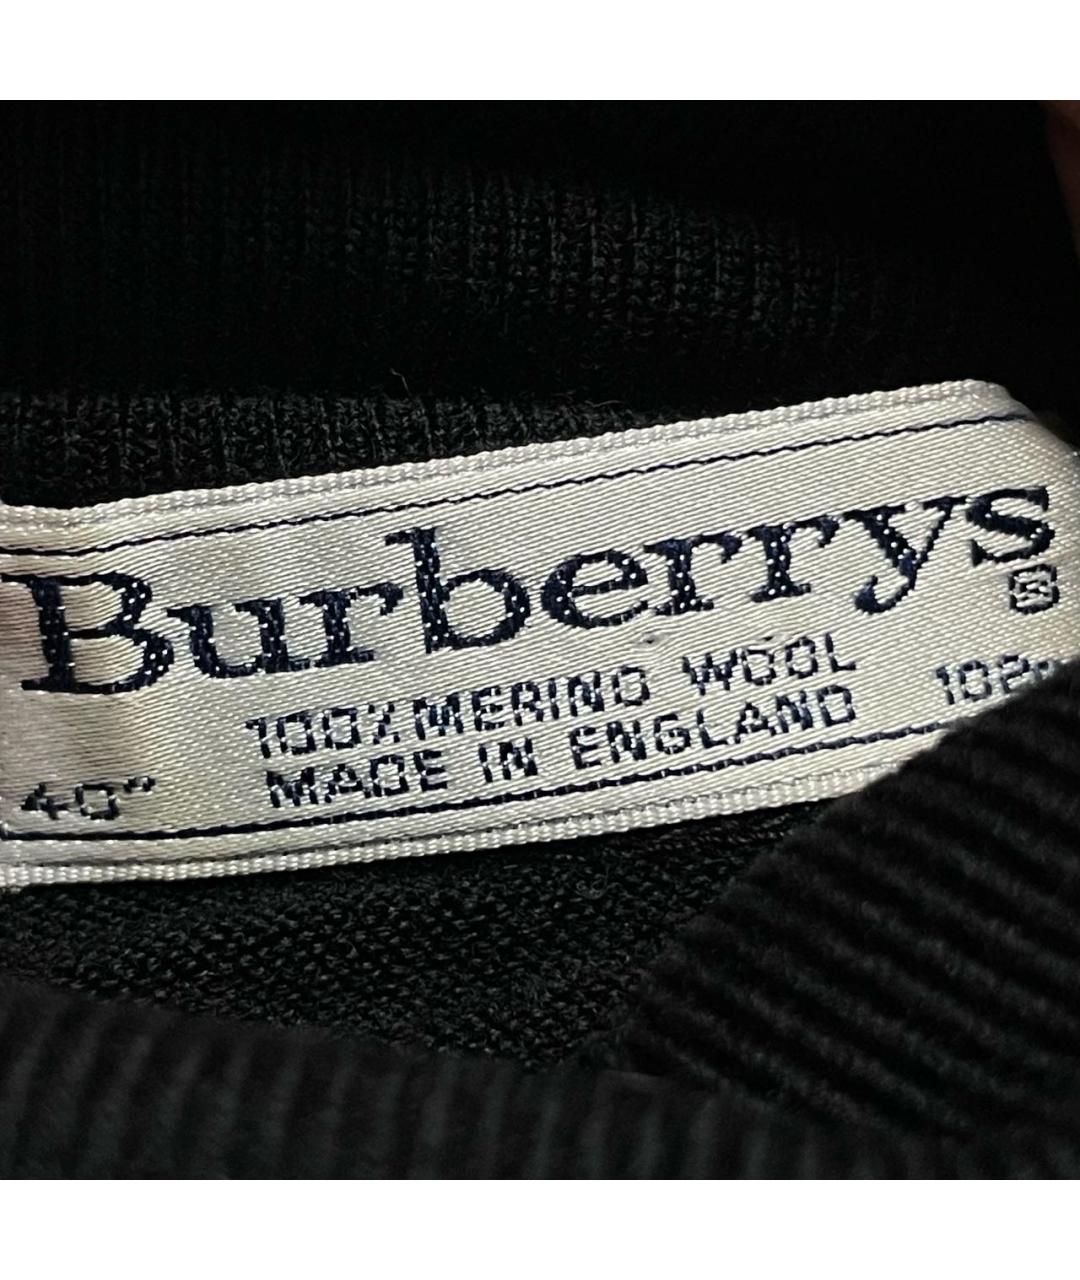 Burberrys
100% MERINO WOOL
MADE IN ENGLAND
40"